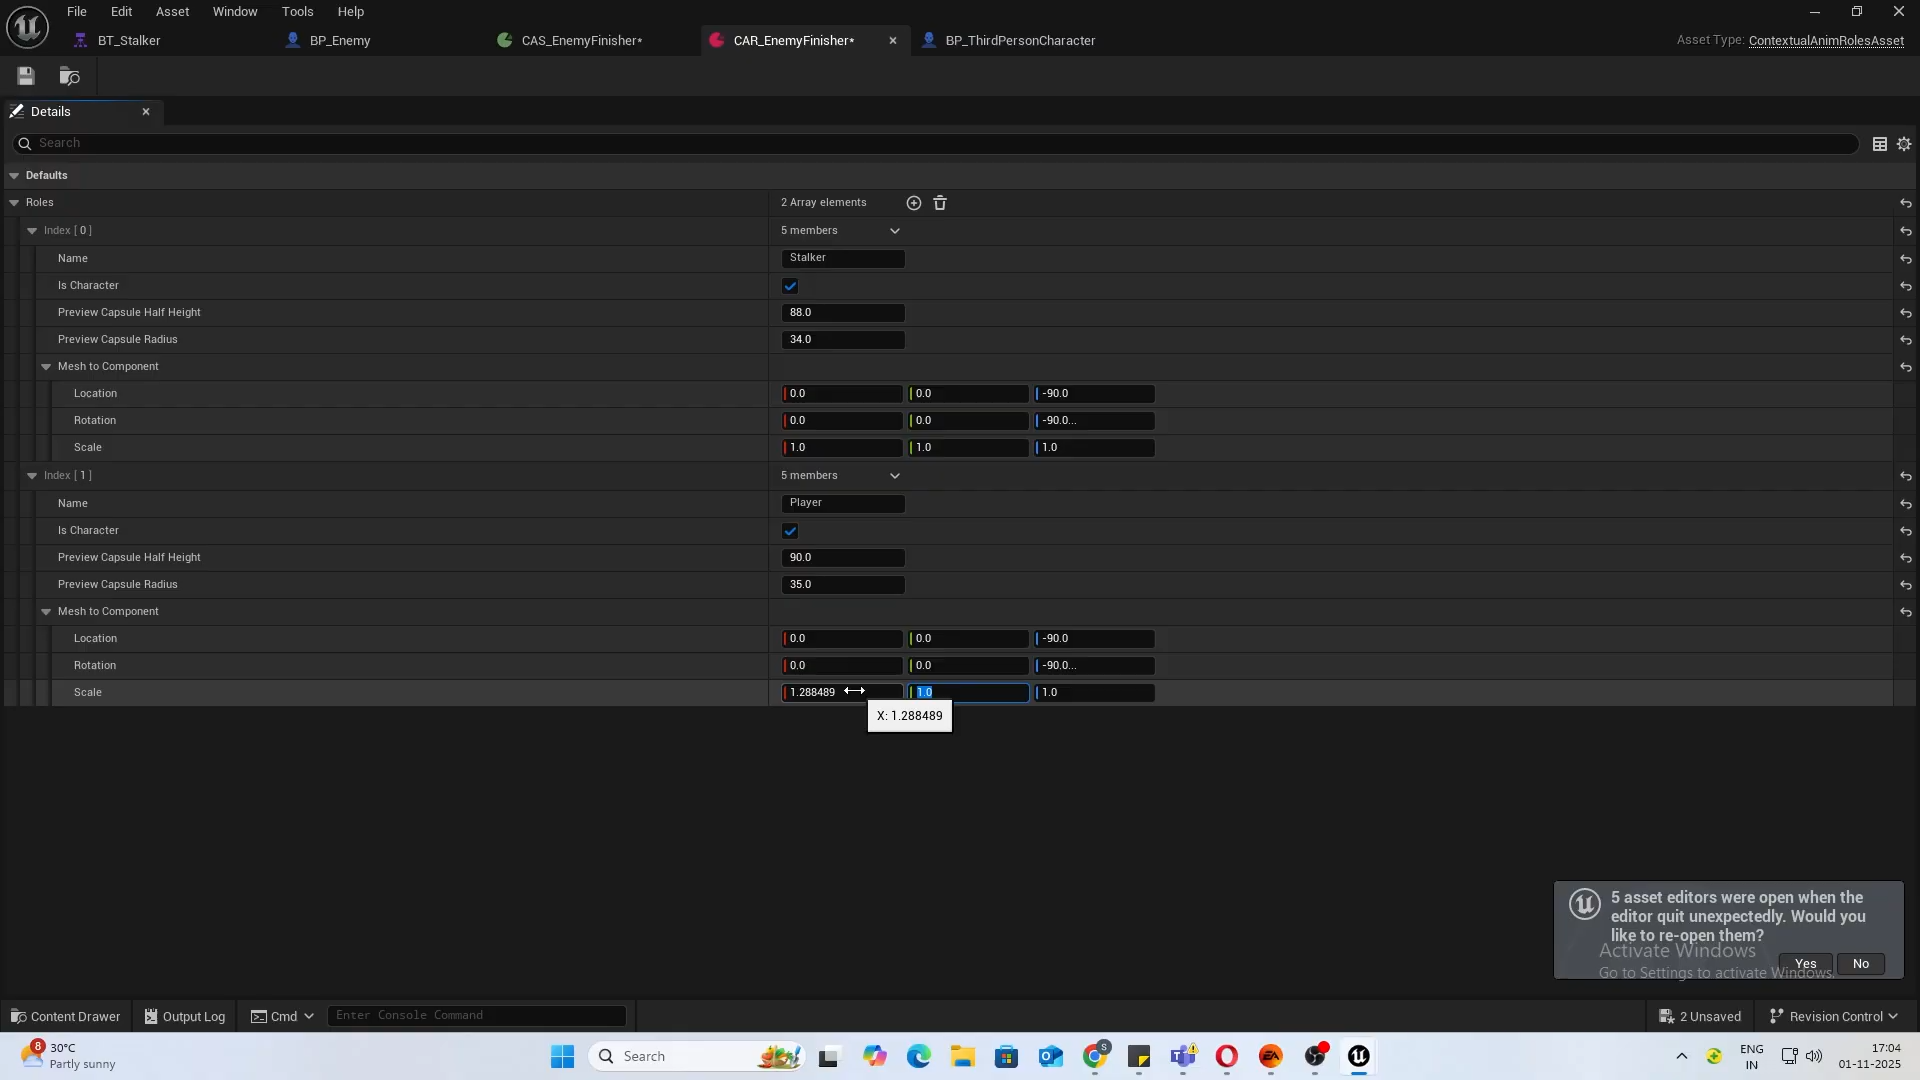 File Edit Asset Window Tools Help
BT_Stalker BP_Enemy CAS_EnemyFinisher* CAR_EnemyFinisher* BP_ThirdPersonCharacter Asset Type: ContextualAnimRolesAsset
Details
Search
Defaults
Roles 2 Array elements
Index [ 0 ] 5 members
Name Stalker
Is Character
Preview Capsule Half Height 88.0
Preview Capsule Radius 34.0
Mesh to Component
Location 0.0 0.0 -90.0
Rotation 0.0 0.0 -90.0...
Scale 1.0 1.0 1.0
Index [ 1 ] 5 members
Name Player
Is Character
Preview Capsule Half Height 90.0
Preview Capsule Radius 35.0
Mesh to Component
Location 0.0 0.0 -90.0
Rotation 0.0 0.0 -90.0...
Scale 1.288489 1.0 1.0
X: 1.288489
5 asset editors were open when the
editor quit unexpectedly. Would you
like to re-open them?
Activate Windows
Yes No
Go to Settings to activate Windows.
Content Drawer Output Log Cmd Enter Console Command 2 Unsaved Revision Control
8 30°C
Partly sunny
Search
S
EA
ENG
IN
17:04
01-11-2025